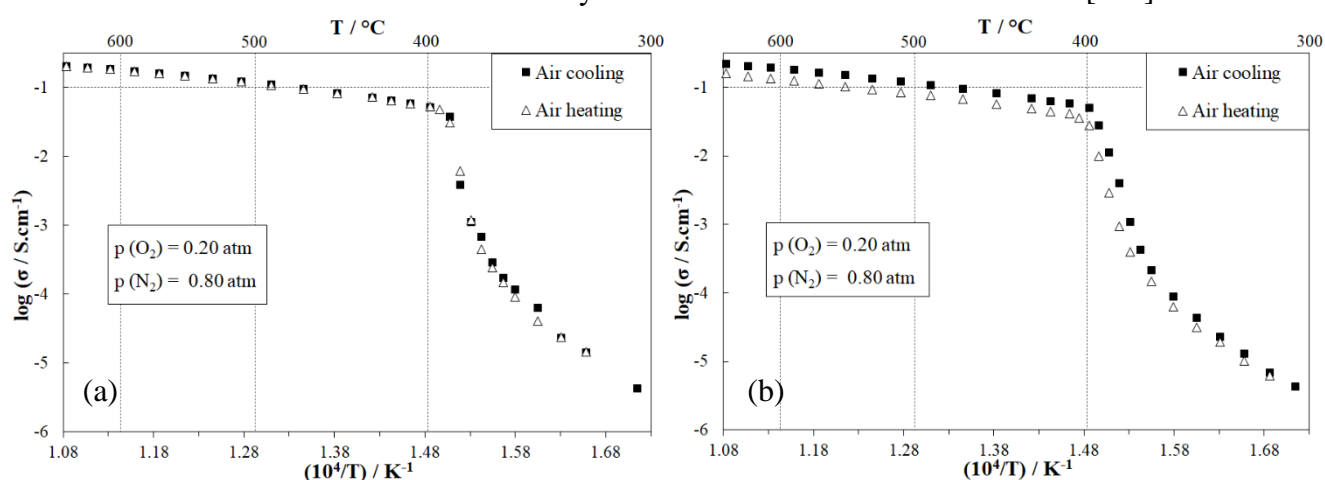 T / °C
600 500 400 300
Air cooling
Air heating
-1
-2
-3
-4
-5
-6
log (σ / S.cm⁻¹)
p (O₂) = 0.20 atm
p (N₂) = 0.80 atm
(a)
1.08 1.18 1.28 1.38 1.48 1.58 1.68
(10⁴/T) / K⁻¹
T / °C
600 500 400 300
Air cooling
Air heating
-1
-2
-3
-4
-5
-6
log (σ / S.cm⁻¹)
p (O₂) = 0.20 atm
p (N₂) = 0.80 atm
(b)
1.08 1.18 1.28 1.38 1.48 1.58 1.68
(10⁴/T) / K⁻¹